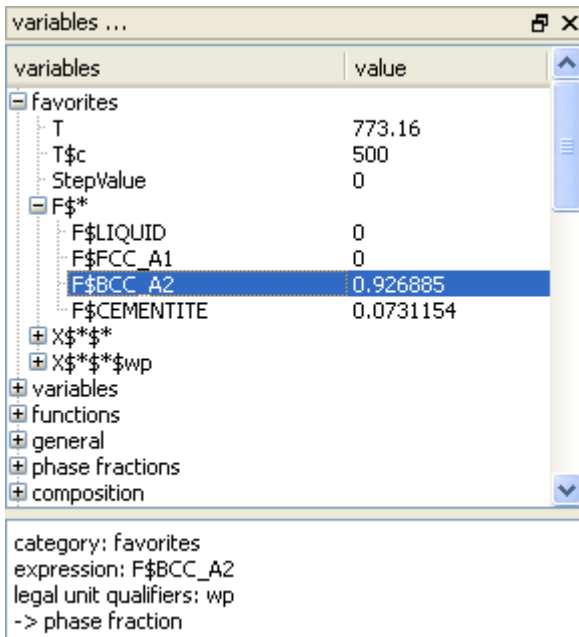 variables ...
variables value
favorites
T 773.16
T$c 500
StepValue 0
F$*
F$LIQUID 0
F$FCC_A1 0
F$BCC_A2 0.926885
F$CEMENTITE 0.0731154
X$*$*
X$*$*$wp
variables
functions
general
phase fractions
composition
category: favorites
expression: F$BCC_A2
legal unit qualifiers: wp
-> phase fraction